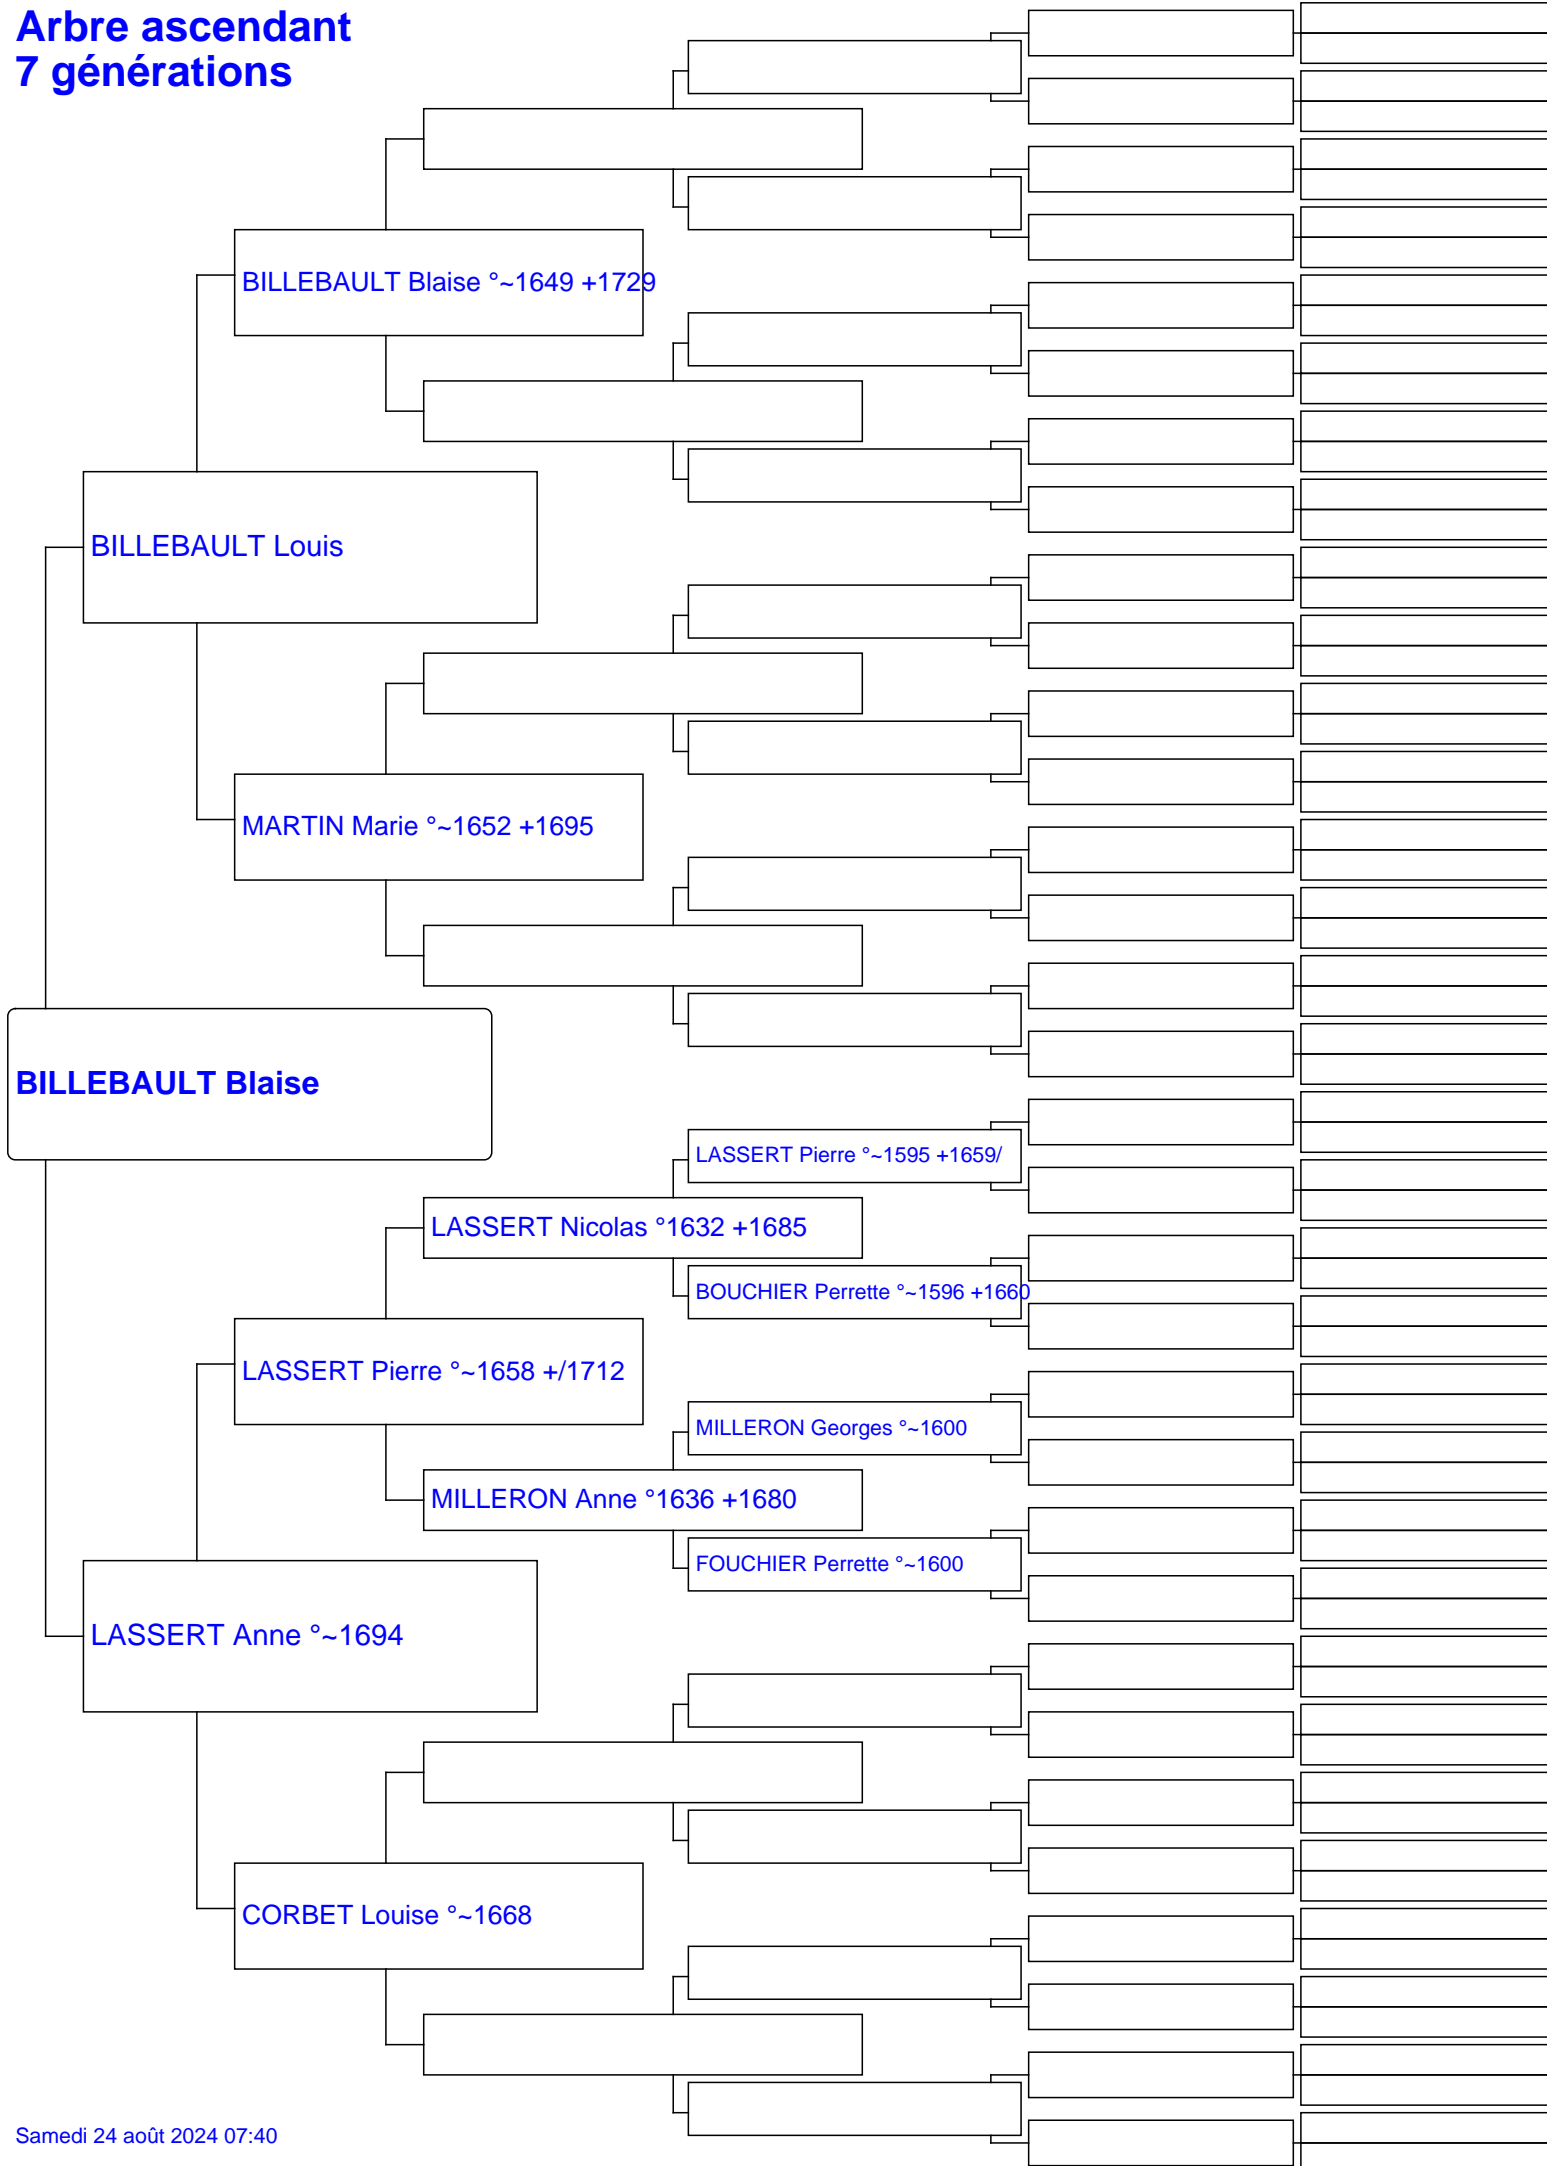 Arbre ascendant
7 générations
BILLEBAULT Blaise °~1649 +1729
BILLEBAULT Louis
MARTIN Marie °~1652 +1695
BILLEBAULT Blaise
LASSERT Pierre °~1595 +1659/
LASSERT Nicolas °1632 +1685
BOUCHIER Perrette °~1596 +1660
LASSERT Pierre °~1658 +/1712
MILLERON Georges °~1600
MILLERON Anne °1636 +1680
FOUCHIER Perrette °~1600
LASSERT Anne °~1694
CORBET Louise °~1668
Samedi 24 août 2024 07:40